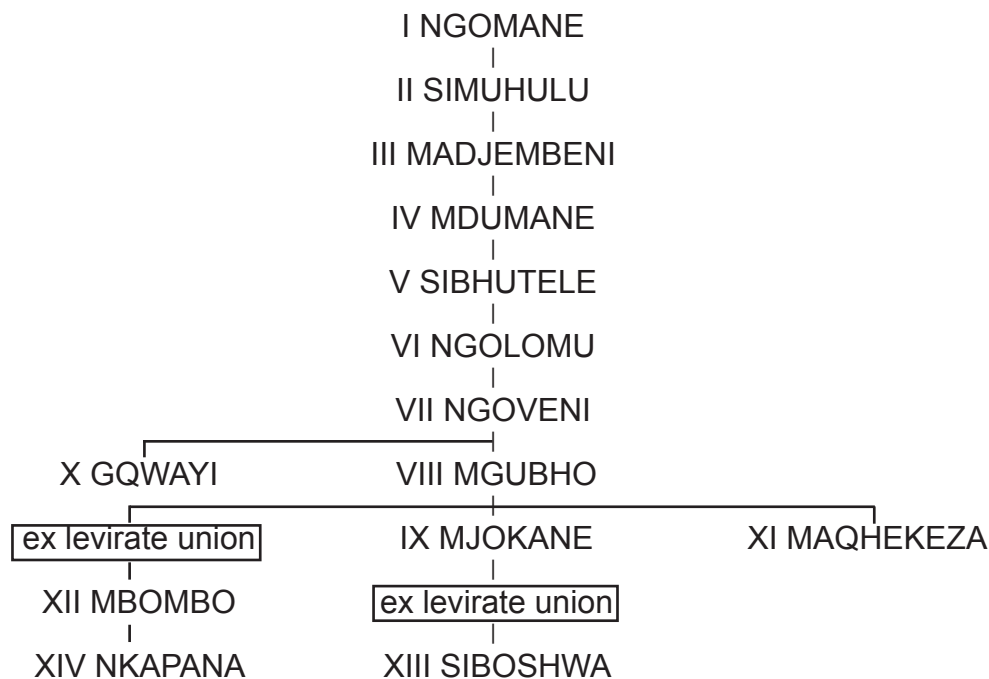 I NGOMANE
II SIMUHULU
III MADJEMBENI
IV MDUMANE
V SIBHUTELE
VI NGOLOMU
VII NGOVENI
X GQWAYI VIII MGUBHO
ex levirate union IX MJOKANE XI MAQHEKEZA
XII MBOMBO ex levirate union
XIV NKAPANA XIII SIBOSHWA